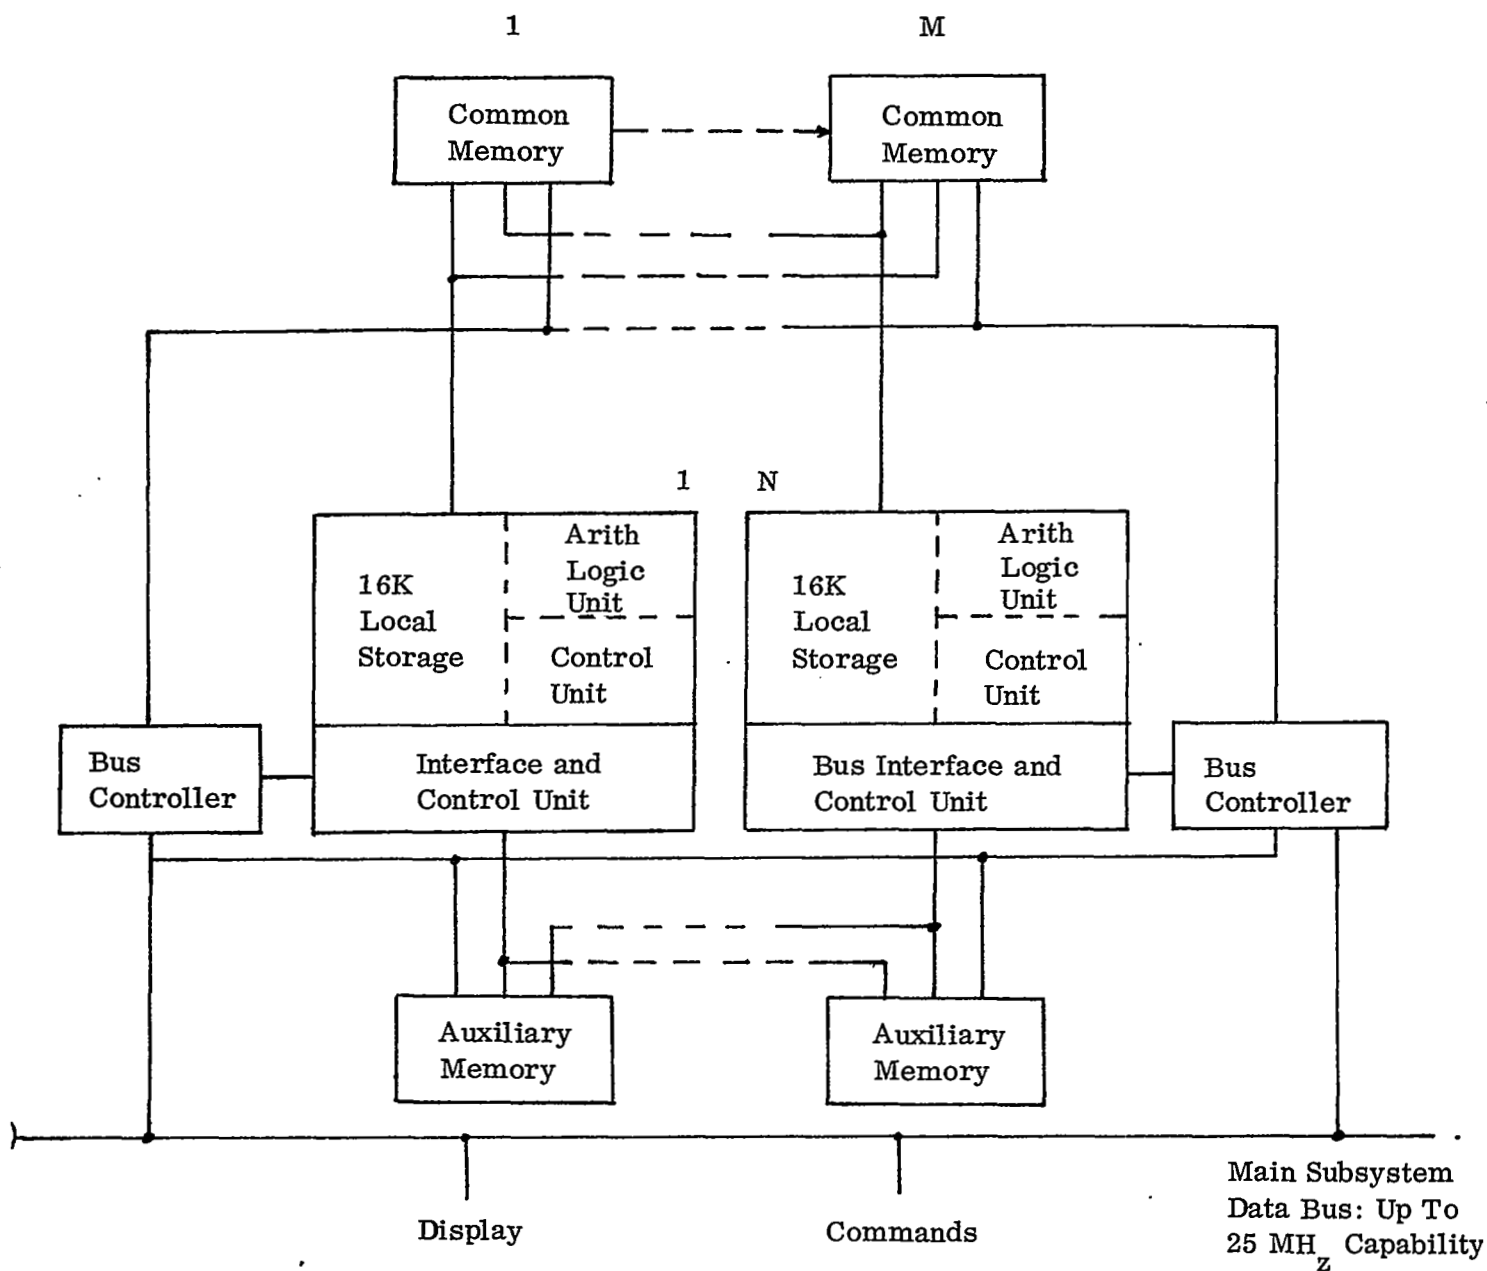 1
M
Common
Memory
Common
Memory
1
N
16K
Local
Storage
Arith
Logic
Unit
Control
Unit
16K
Local
Storage
Arith
Logic
Unit
Control
Unit
Bus
Controller
Interface and
Control Unit
Bus Interface and
Control Unit
Bus
Controller
Auxiliary
Memory
Auxiliary
Memory
Display
Commands
Main Subsystem
Data Bus: Up To
25 MHz Capability